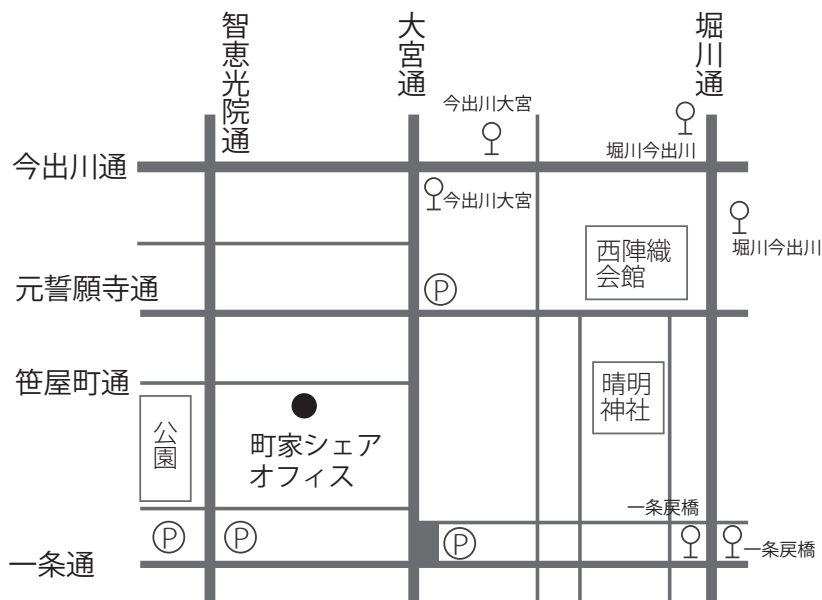 智恵光院通
大宮通
堀川通
今出川大宮
堀川今出川
今出川通
今出川大宮
西陣織
会館
堀川今出川
元誓願寺通
P
笹屋町通
晴明
神社
公園
町家シェア
オフィス
一条戻橋
P
P
P
一条戻橋
一条通